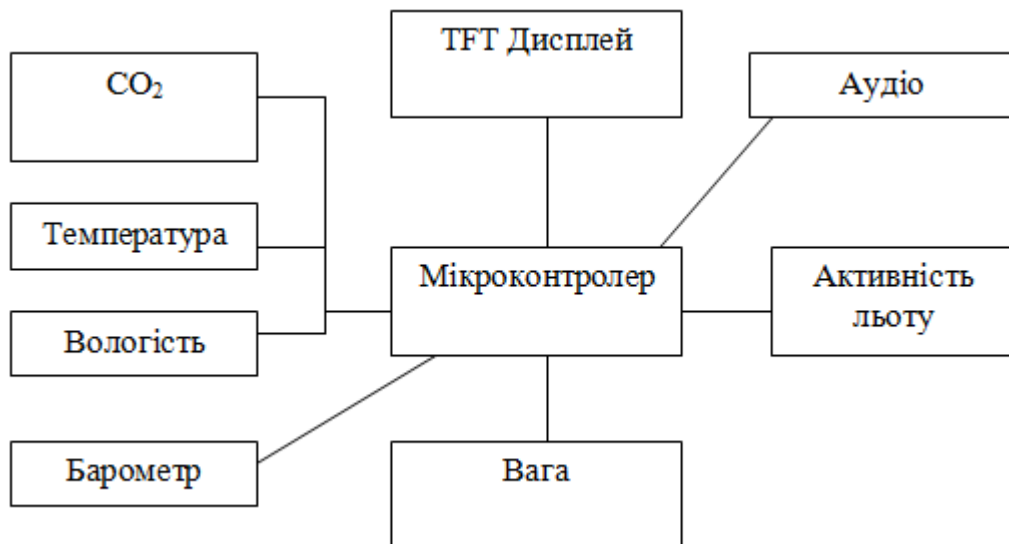 TFT Дисплей
CO₂
Аудіо
Температура
Мікроконтролер
Активність
льоту
Вологість
Барометр
Вага